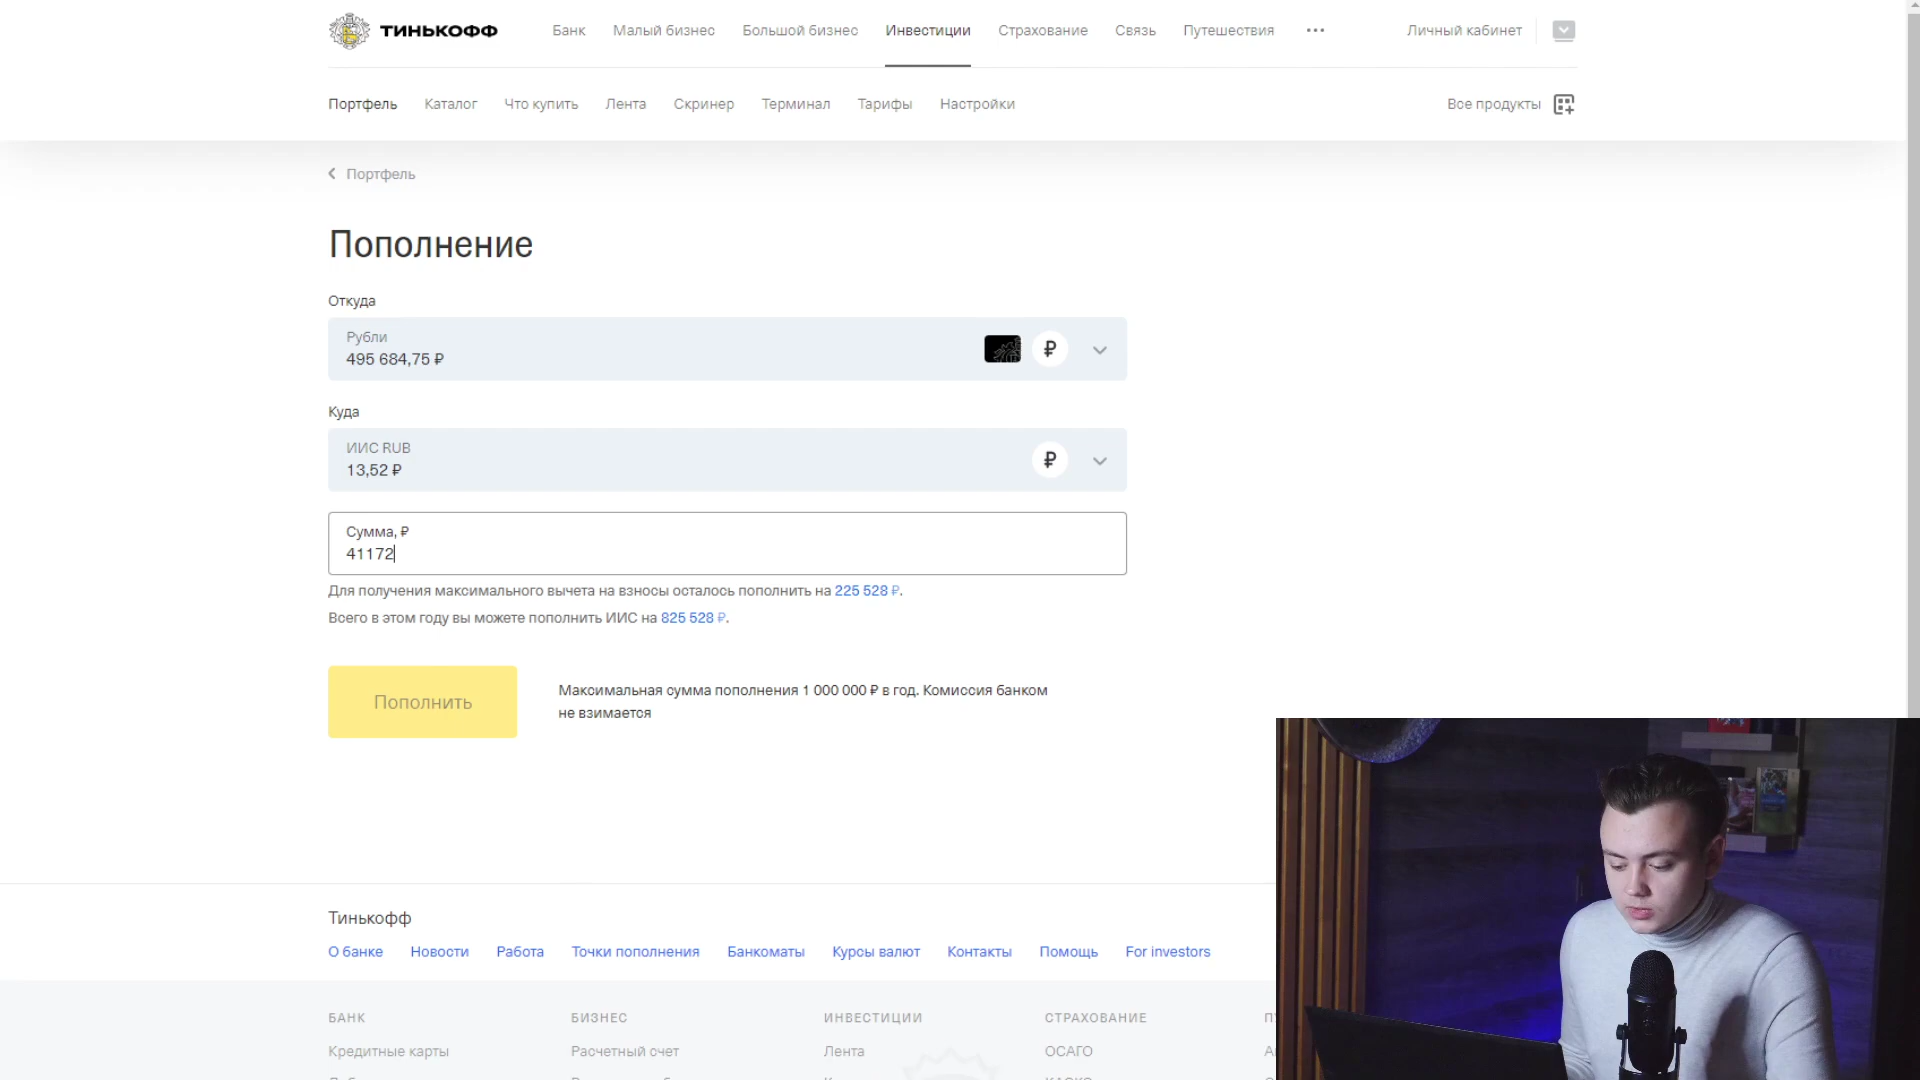 ТИНЬКОФФ
Банк
Малый бизнес
Большой бизнес
Инвестиции
Страхование
Связь
Путешествия
Личный кабинет
Портфель
Каталог
Что купить
Лента
Скринер
Терминал
Тарифы
Настройки
Все продукты
Портфель
Пополнение
Откуда
Рубли
495 684,75 ₽
₽
Куда
ИИС RUB
13,52 ₽
₽
Сумма, ₽
41172
Для получения максимального вычета на взносы осталось пополнить на 225 528 ₽.
Всего в этом году вы можете пополнить ИИС на 825 528 ₽.
Пополнить
Максимальная сумма пополнения 1 000 000 ₽ в год. Комиссия банком
не взимается
Тинькофф
О банке
Новости
Работа
Точки пополнения
Банкоматы
Курсы валют
Контакты
Помощь
For investors
БАНК
БИЗНЕС
ИНВЕСТИЦИИ
СТРАХОВАНИЕ
Кредитные карты
Расчетный счет
Лента
ОСАГО